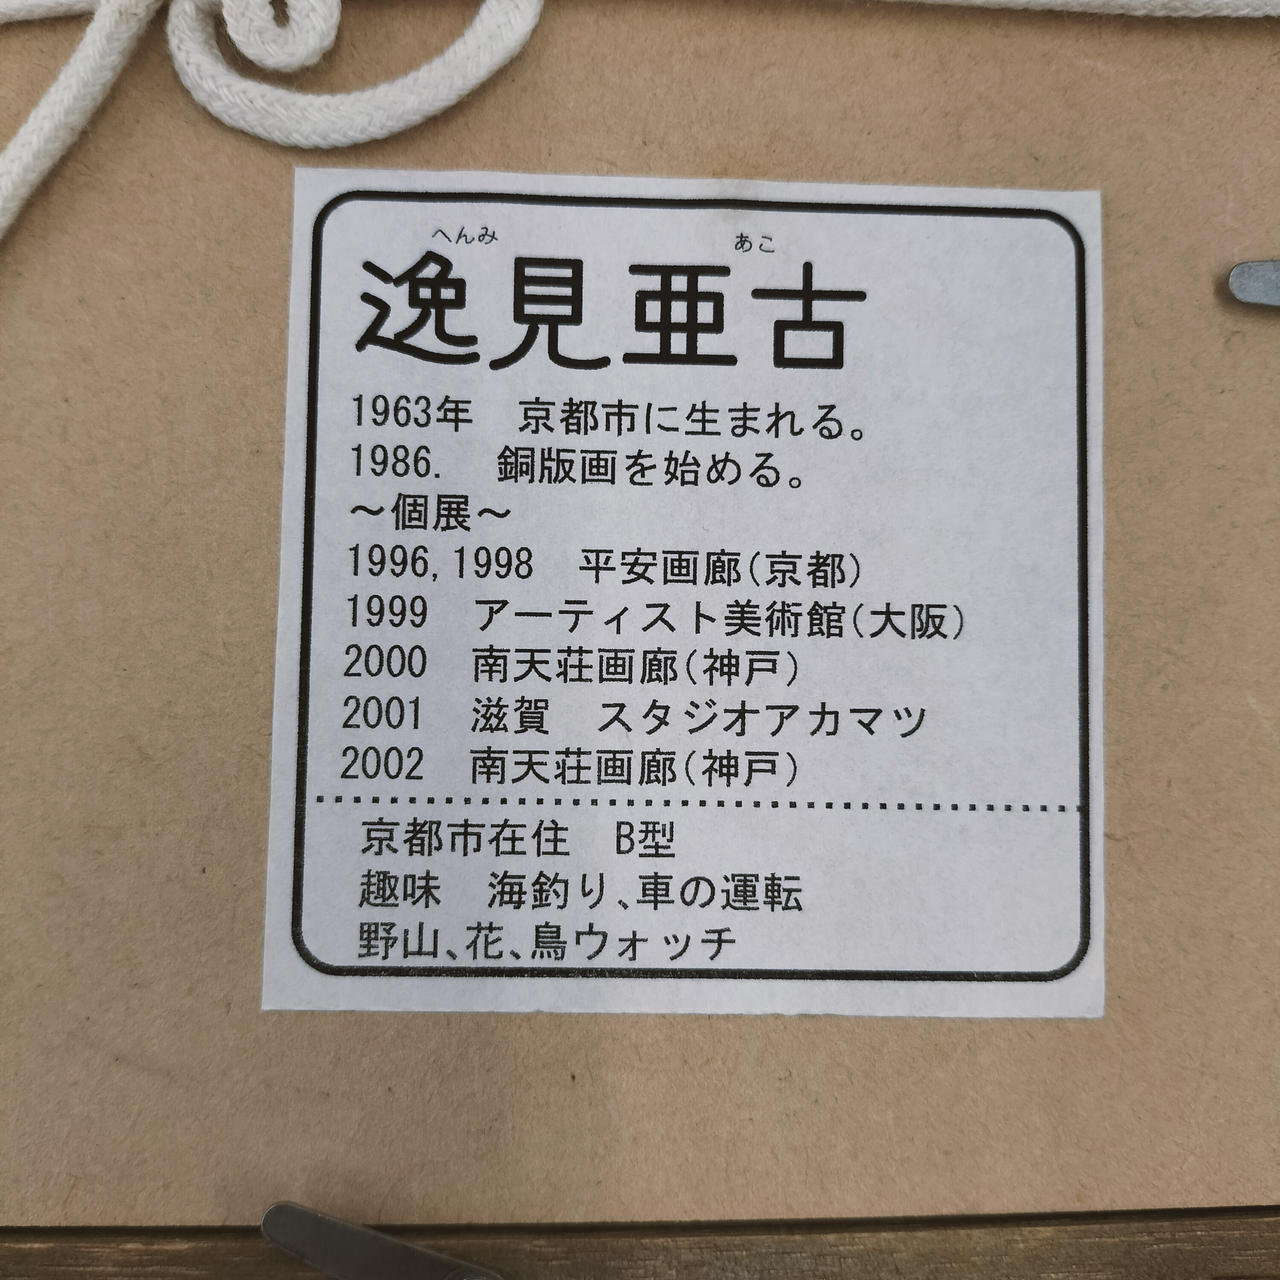 へんみ あこ
逸見亜古
1963年 京都市に生まれる。
1986. 銅版画を始める。
～個展～
1996,1998 平安画廊(京都)
1999 アーティスト美術館(大阪)
2000 南天荘画廊(神戸)
2001 滋賀 スタジオアカマツ
2002 南天荘画廊(神戸)
京都市在住 B型
趣味 海釣り、車の運転
野山、花、鳥ウォッチ